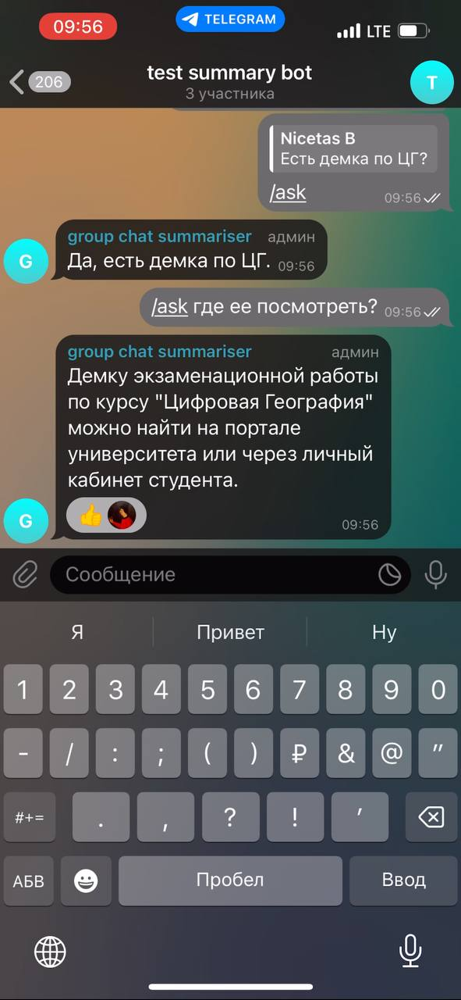 09:56
TELEGRAM
LTE
206
test summary bot
3 участника
T
Nicetas B
Есть демка по ЦГ?
/ask
09:56
group chat summariser админ
G
Да, есть демка по ЦГ. 09:56
/ask где ее посмотреть? 09:56
group chat summariser админ
Демку экзаменационной работы
по курсу "Цифровая География"
можно найти на портале
университета или через личный
кабинет студента.
G
09:56
Сообщение
Я Привет Ну
1 2 3 4 5 6 7 8 9 0
- / : ; ( ) ₽ & @ "
#+= . , ? ! '
АБВ Пробел Ввод